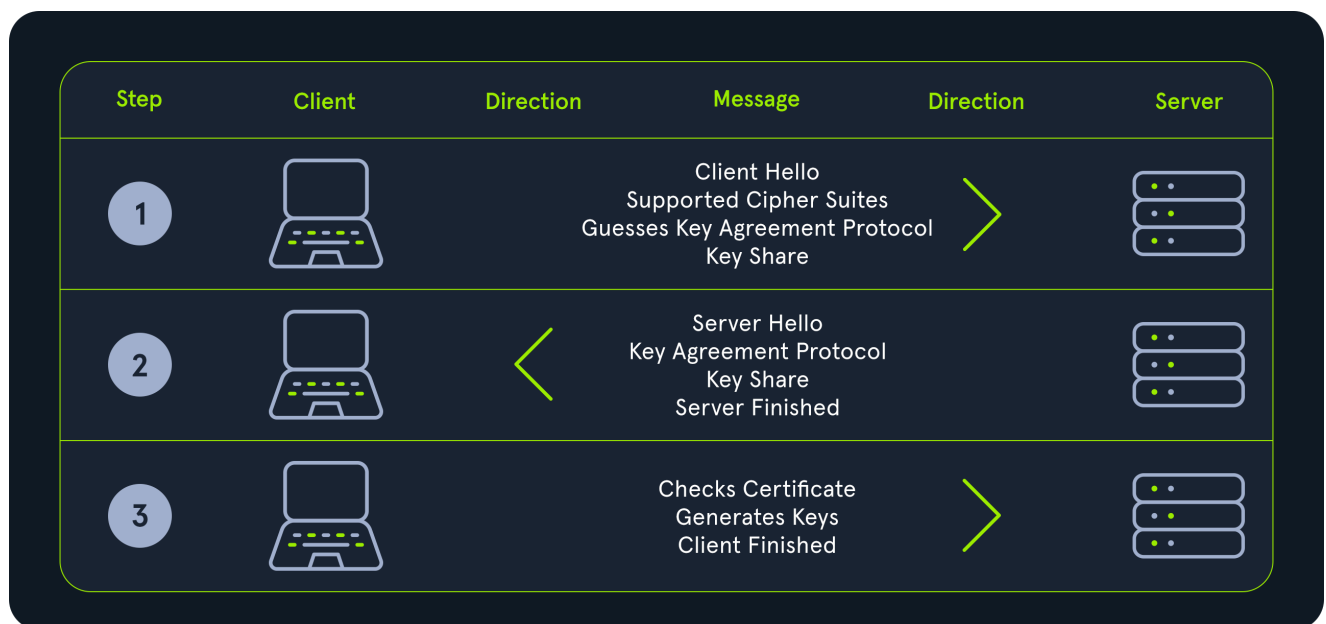 Step Client Direction Message Direction Server
1
Client Hello
Supported Cipher Suites
Guesses Key Agreement Protocol
Key Share
2
Server Hello
Key Agreement Protocol
Key Share
Server Finished
3
Checks Certificate
Generates Keys
Client Finished